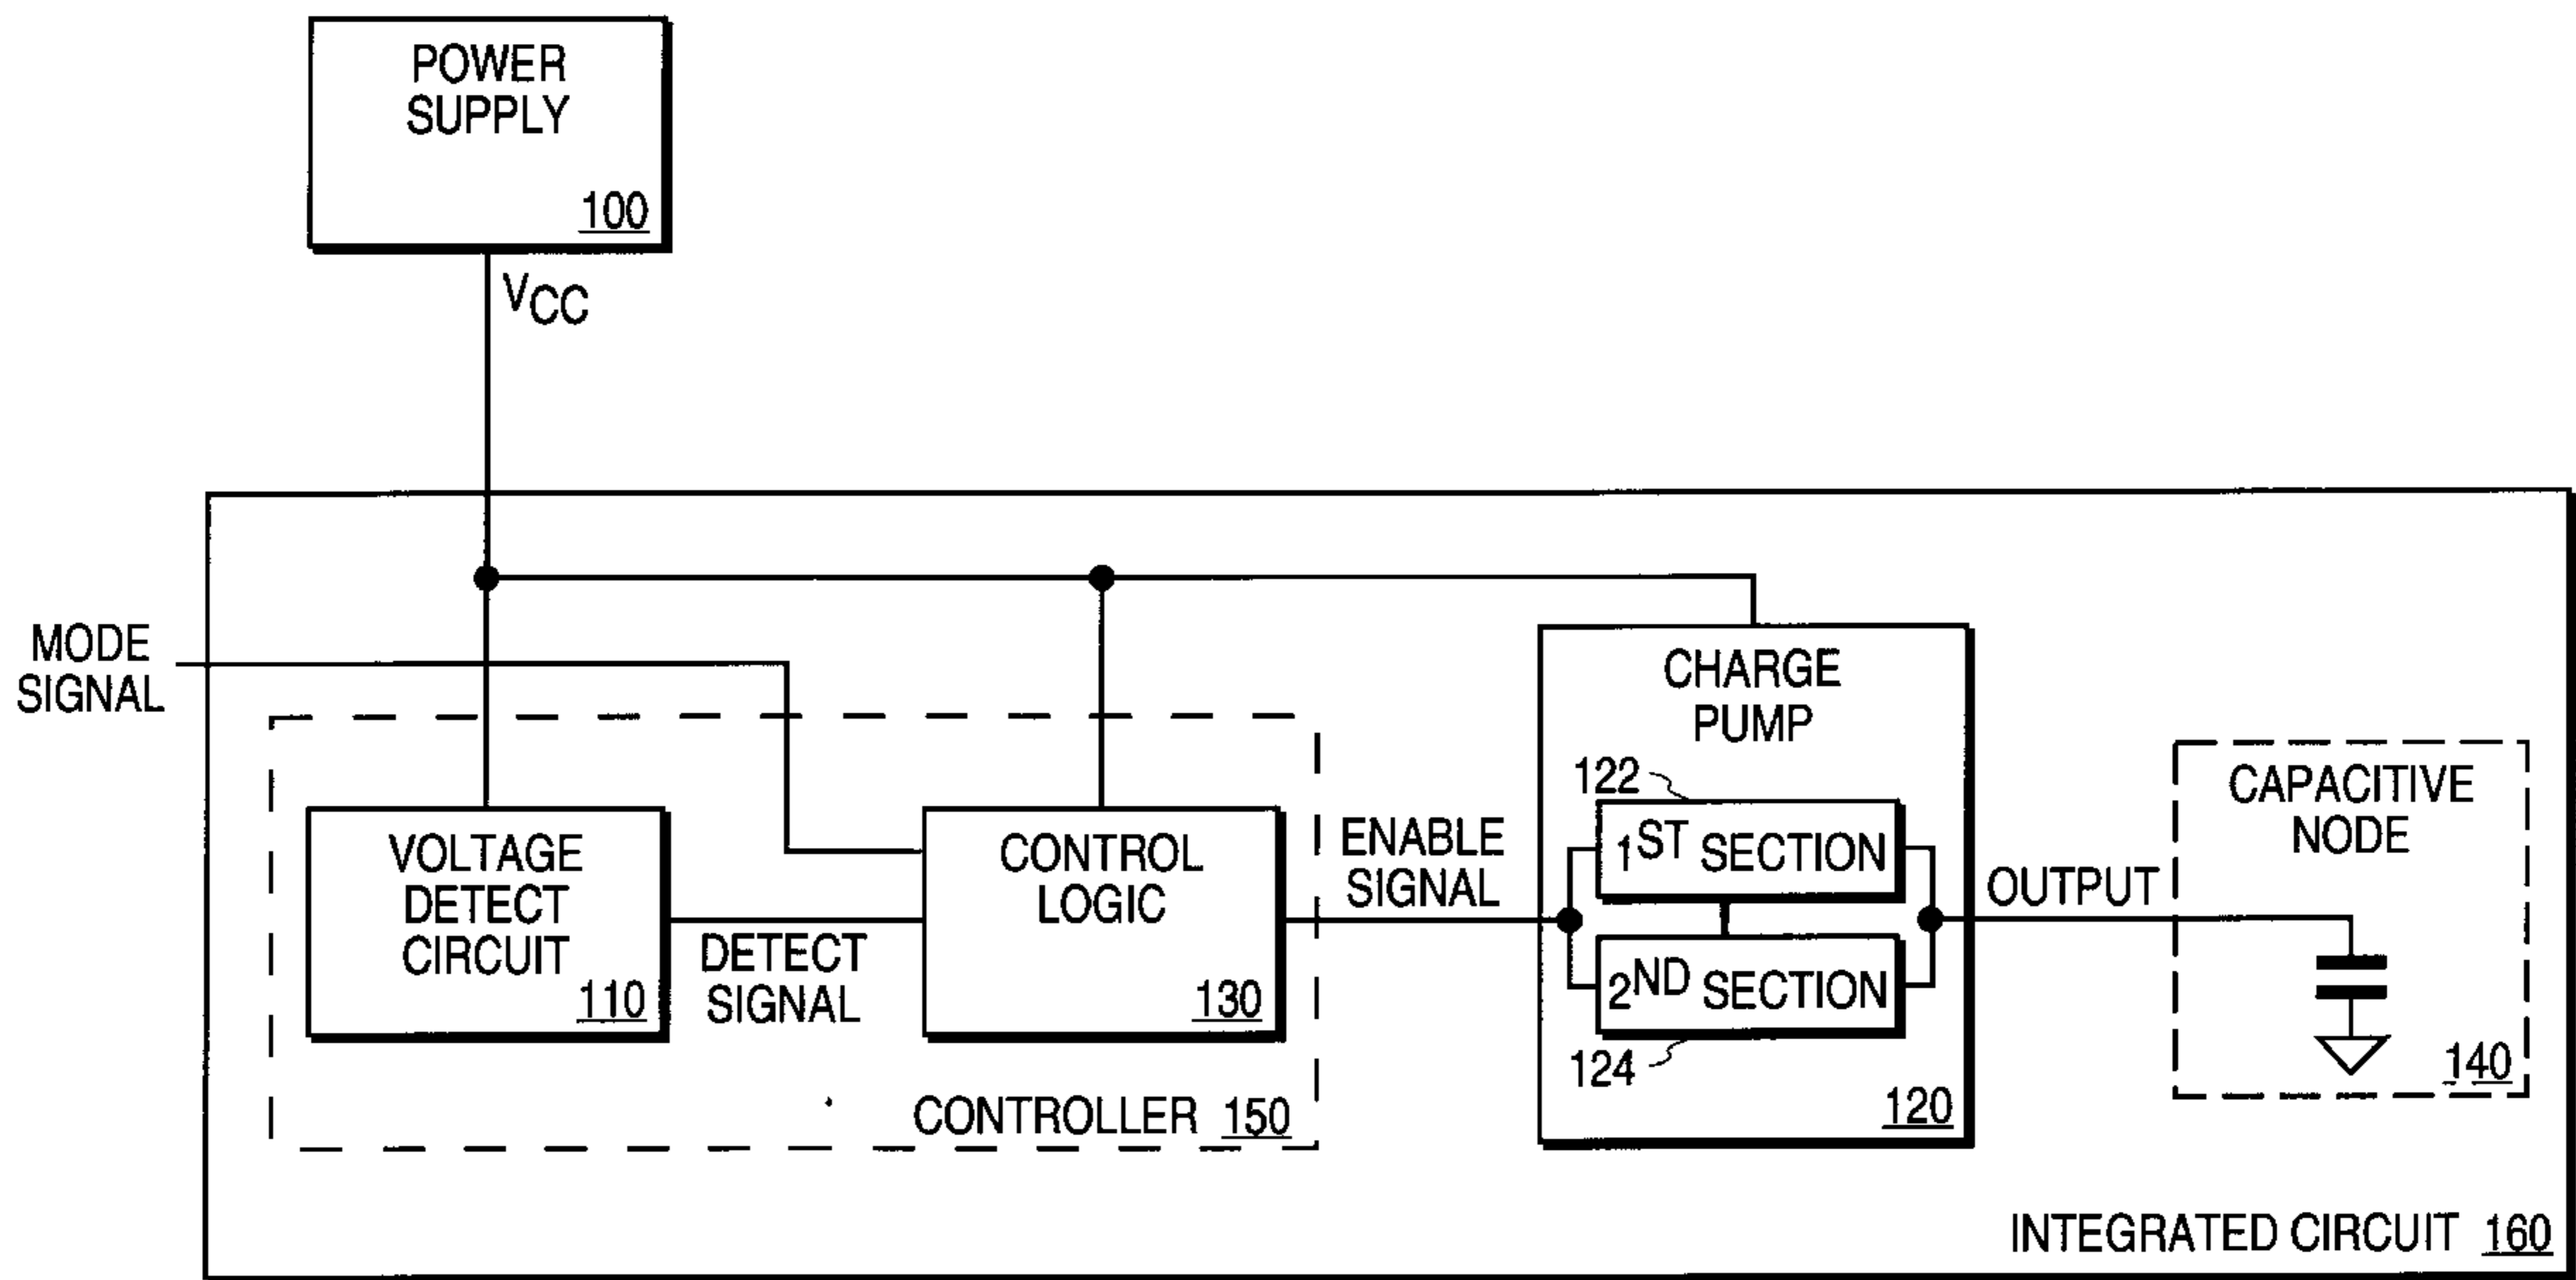 POWER
SUPPLY
100
VCC
MODE
SIGNAL
VOLTAGE
DETECT
CIRCUIT
110
DETECT
SIGNAL
CONTROL
LOGIC
130
CONTROLLER 150
ENABLE
SIGNAL
CHARGE
PUMP
122
1ST SECTION
2ND SECTION
124
120
OUTPUT
CAPACITIVE
NODE
140
INTEGRATED CIRCUIT 160